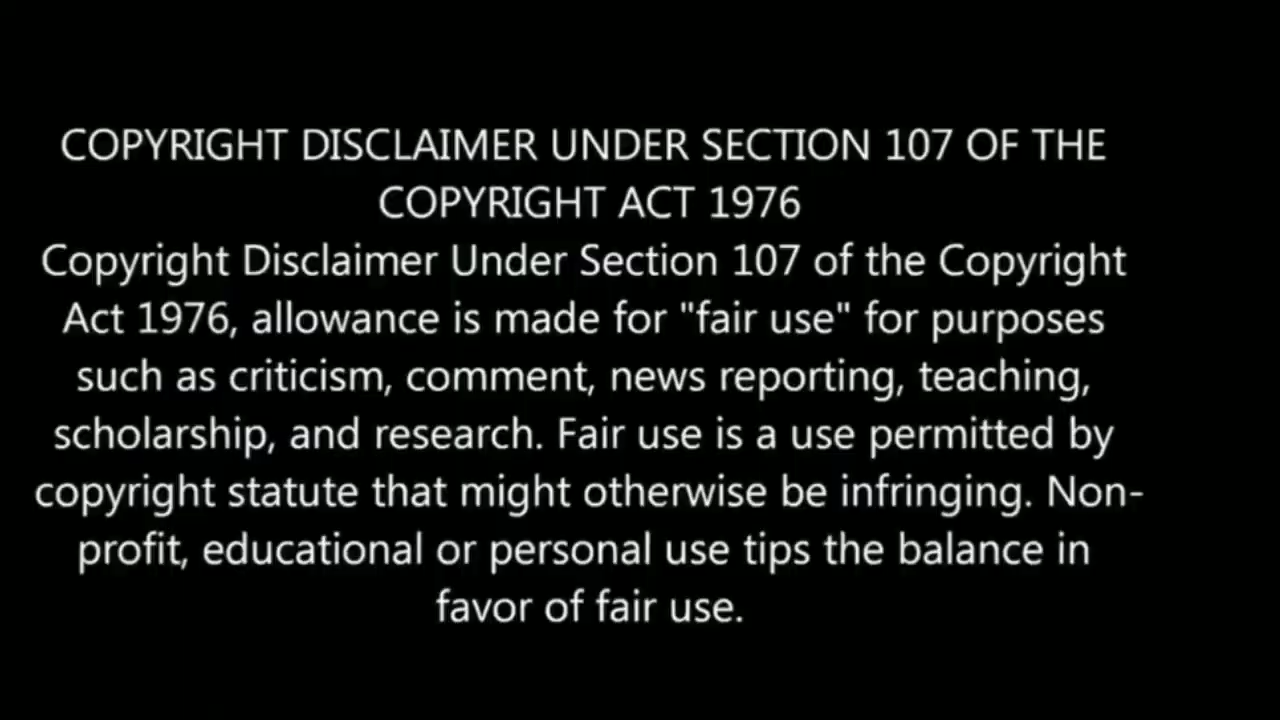 COPYRIGHT DISCLAIMER UNDER SECTION 107 OF THE
COPYRIGHT ACT 1976
Copyright Disclaimer Under Section 107 of the Copyright
Act 1976, allowance is made for "fair use" for purposes
such as criticism, comment, news reporting, teaching,
scholarship, and research. Fair use is a use permitted by
copyright statute that might otherwise be infringing. Non-
profit, educational or personal use tips the balance in
favor of fair use.